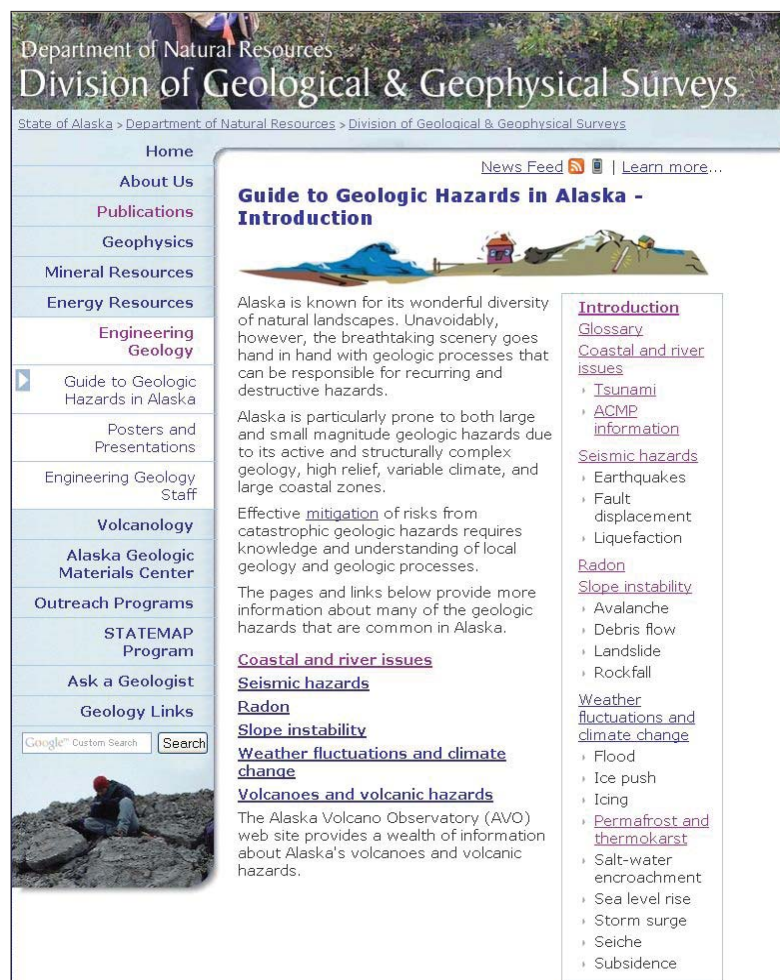 Department of Natural Resources
Division of Geological & Geophysical Surveys
State of Alaska > Department of Natural Resources > Division of Geological & Geophysical Surveys
Home
About Us
Publications
Geophysics
Mineral Resources
Energy Resources
Engineering
Geology
Guide to Geologic
Hazards in Alaska
Posters and
Presentations
Engineering Geology
Staff
Volcanology
Alaska Geologic
Materials Center
Outreach Programs
STATEMAP
Program
Ask a Geologist
Geology Links
Google™ Custom Search
Search
News Feed | Learn more...
Guide to Geologic Hazards in Alaska -
Introduction
Alaska is known for its wonderful diversity
of natural landscapes. Unavoidably,
however, the breathtaking scenery goes
hand in hand with geologic processes that
can be responsible for recurring and
destructive hazards.
Alaska is particularly prone to both large
and small magnitude geologic hazards due
to its active and structurally complex
geology, high relief, variable climate, and
large coastal zones.
Effective mitigation of risks from
catastrophic geologic hazards requires
knowledge and understanding of local
geology and geologic processes.
The pages and links below provide more
information about many of the geologic
hazards that are common in Alaska.
Coastal and river issues
Seismic hazards
Radon
Slope instability
Weather fluctuations and climate
change
Volcanoes and volcanic hazards
The Alaska Volcano Observatory (AVO)
web site provides a wealth of information
about Alaska's volcanoes and volcanic
hazards.
Introduction
Glossary
Coastal and river
issues
Tsunami
ACMP
information
Seismic hazards
Earthquakes
Fault
displacement
Liquefaction
Radon
Slope instability
Avalanche
Debris flow
Landslide
Rockfall
Weather
fluctuations and
climate change
Flood
Ice push
Icing
Permafrost and
thermokarst
Salt-water
encroachment
Sea level rise
Storm surge
Seiche
Subsidence